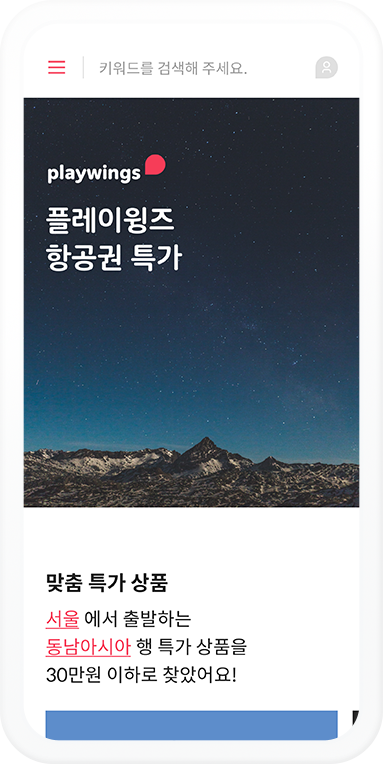 키워드를 검색해 주세요.
playwings
플레이윙즈
항공권 특가
맞춤 특가 상품
서울 에서 출발하는
동남아시아 행 특가 상품을
30만원 이하로 찾았어요!